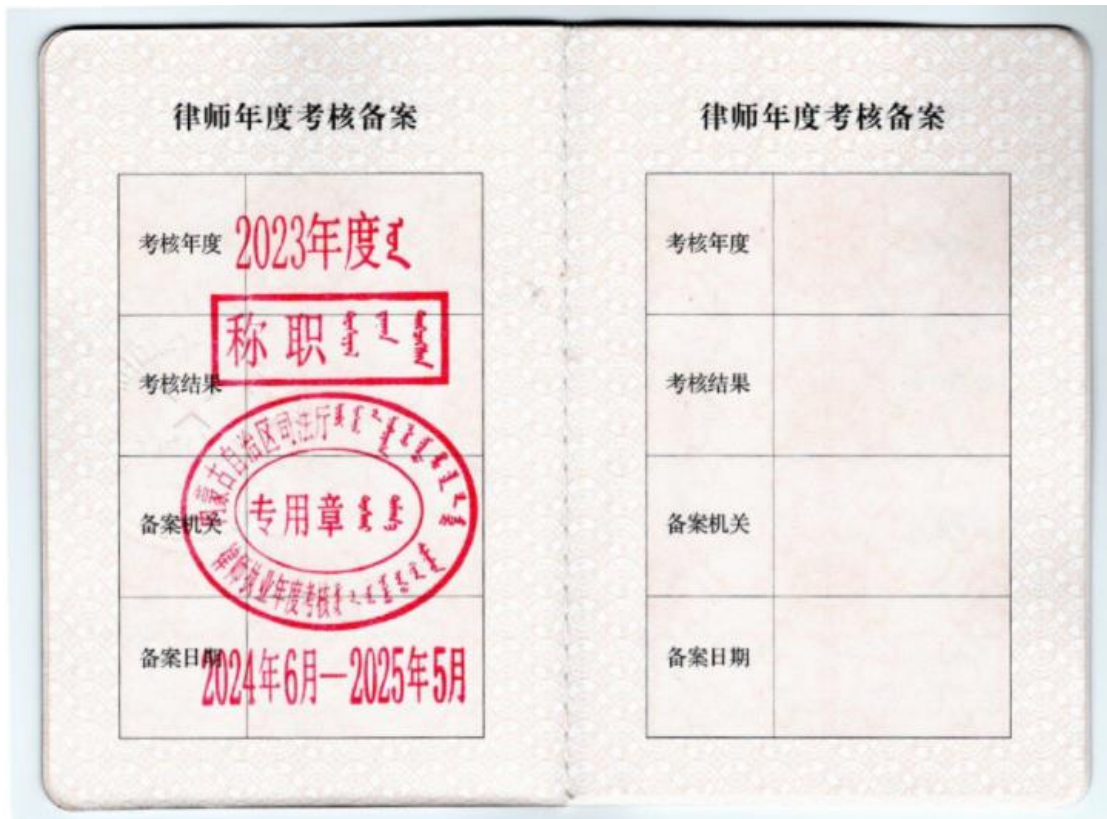 律师年度考核备案
考核年度 2023年度
称职
考核结果
内蒙古自治区司法厅
专用章
备案机关
律师执业年度考核
备案日期
2024年6月—2025年5月
律师年度考核备案
考核年度
考核结果
备案机关
备案日期